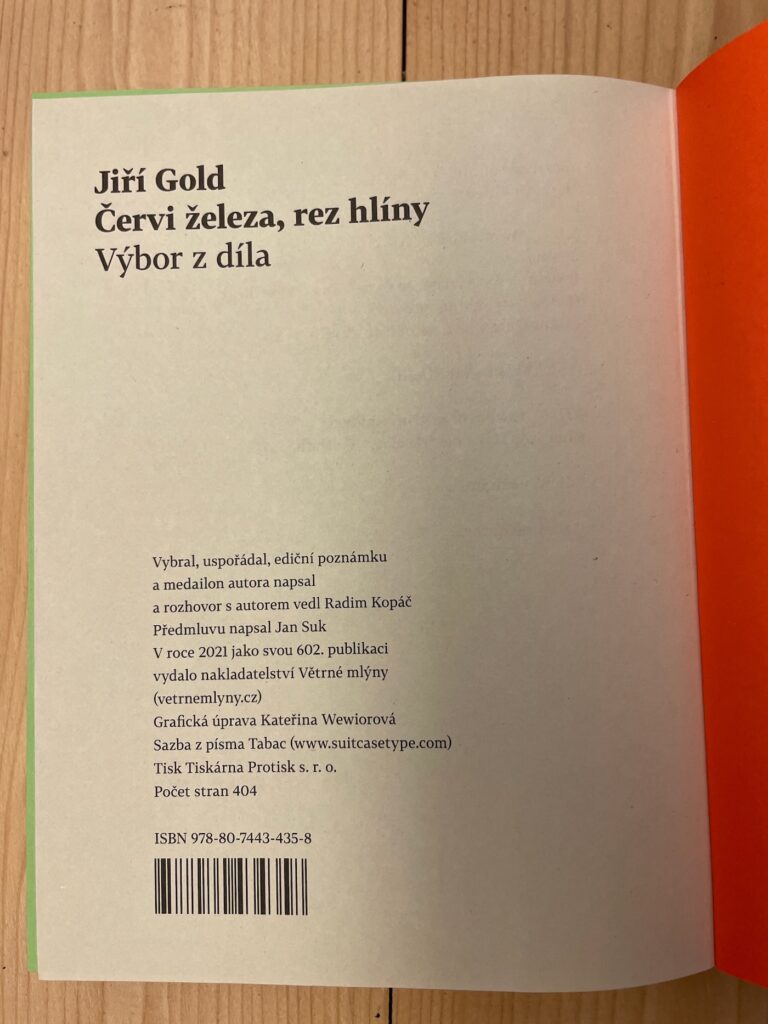 Jiří Gold
Červi železa, rez hlíny
Výbor z díla
Vybral, uspořádal, ediční poznámku
a medailon autora napsal
a rozhovor s autorem vedl Radim Kopáč
Předmluvu napsal Jan Suk
V roce 2021 jako svou 602. publikaci
vydalo nakladatelství Větrné mlýny
(vetrnemlyny.cz)
Grafická úprava Kateřina Wewiorová
Sazba z písma Tabac (www.suitcasetype.com)
Tisk Tiskárna Protisk s. r. o.
Počet stran 404
ISBN 978-80-7443-435-8